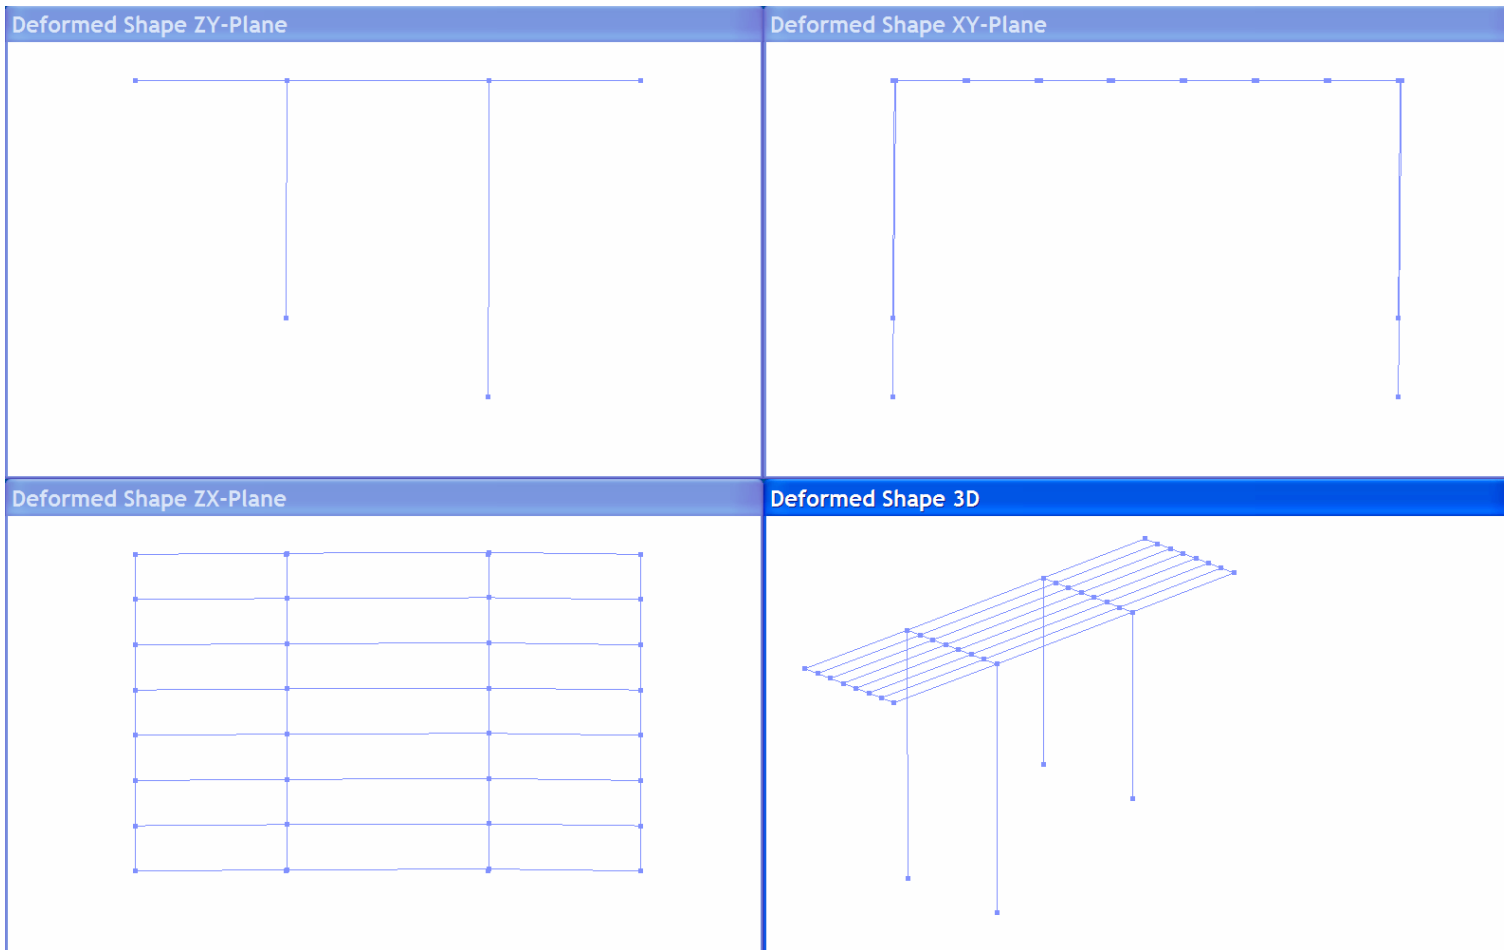 Deformed Shape ZY-Plane
Deformed Shape XY-Plane
Deformed Shape ZX-Plane
Deformed Shape 3D